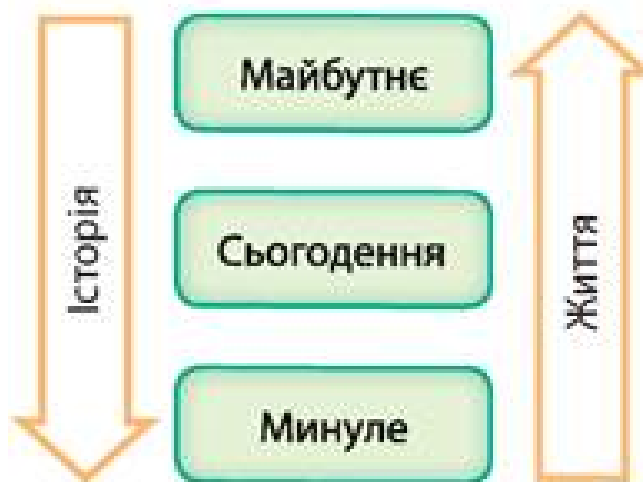 Майбутнє
Історія
Сьогодення
Життя
Минуле